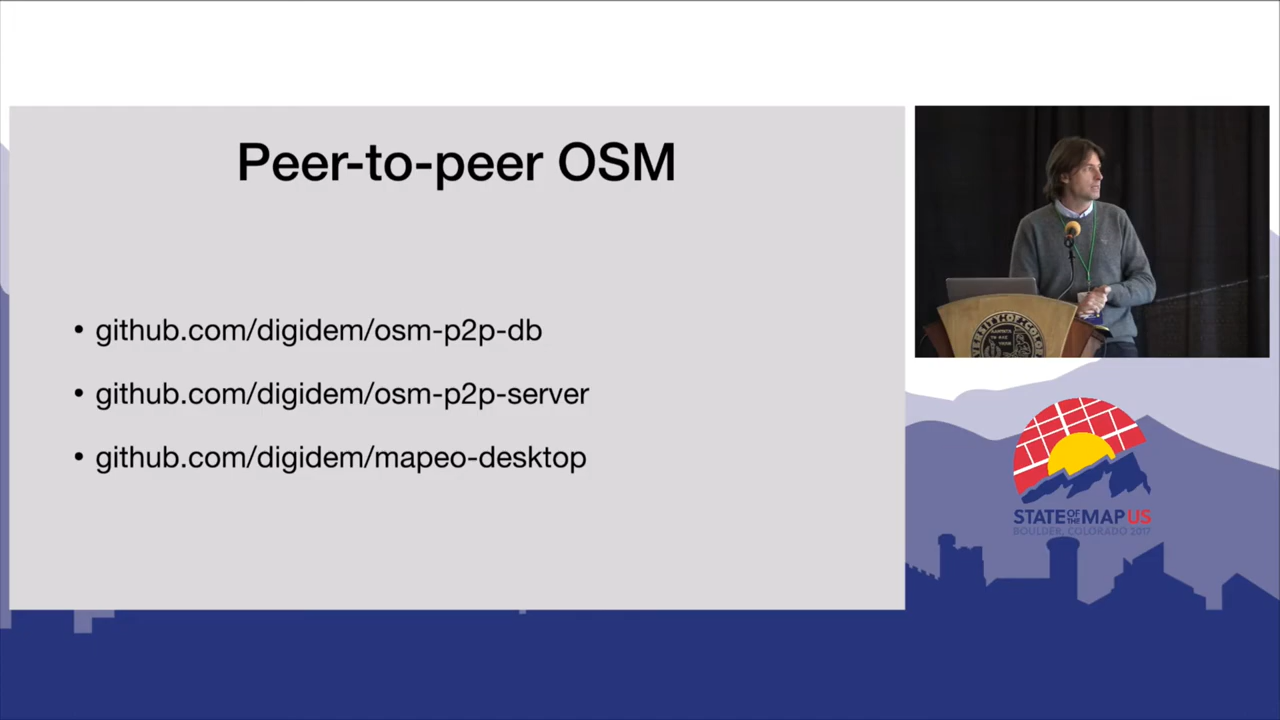 Peer-to-peer OSM
• github.com/digidem/osm-p2p-db
• github.com/digidem/osm-p2p-server
• github.com/digidem/mapeo-desktop
STATE OF THE MAP US
BOULDER, COLORADO 2017